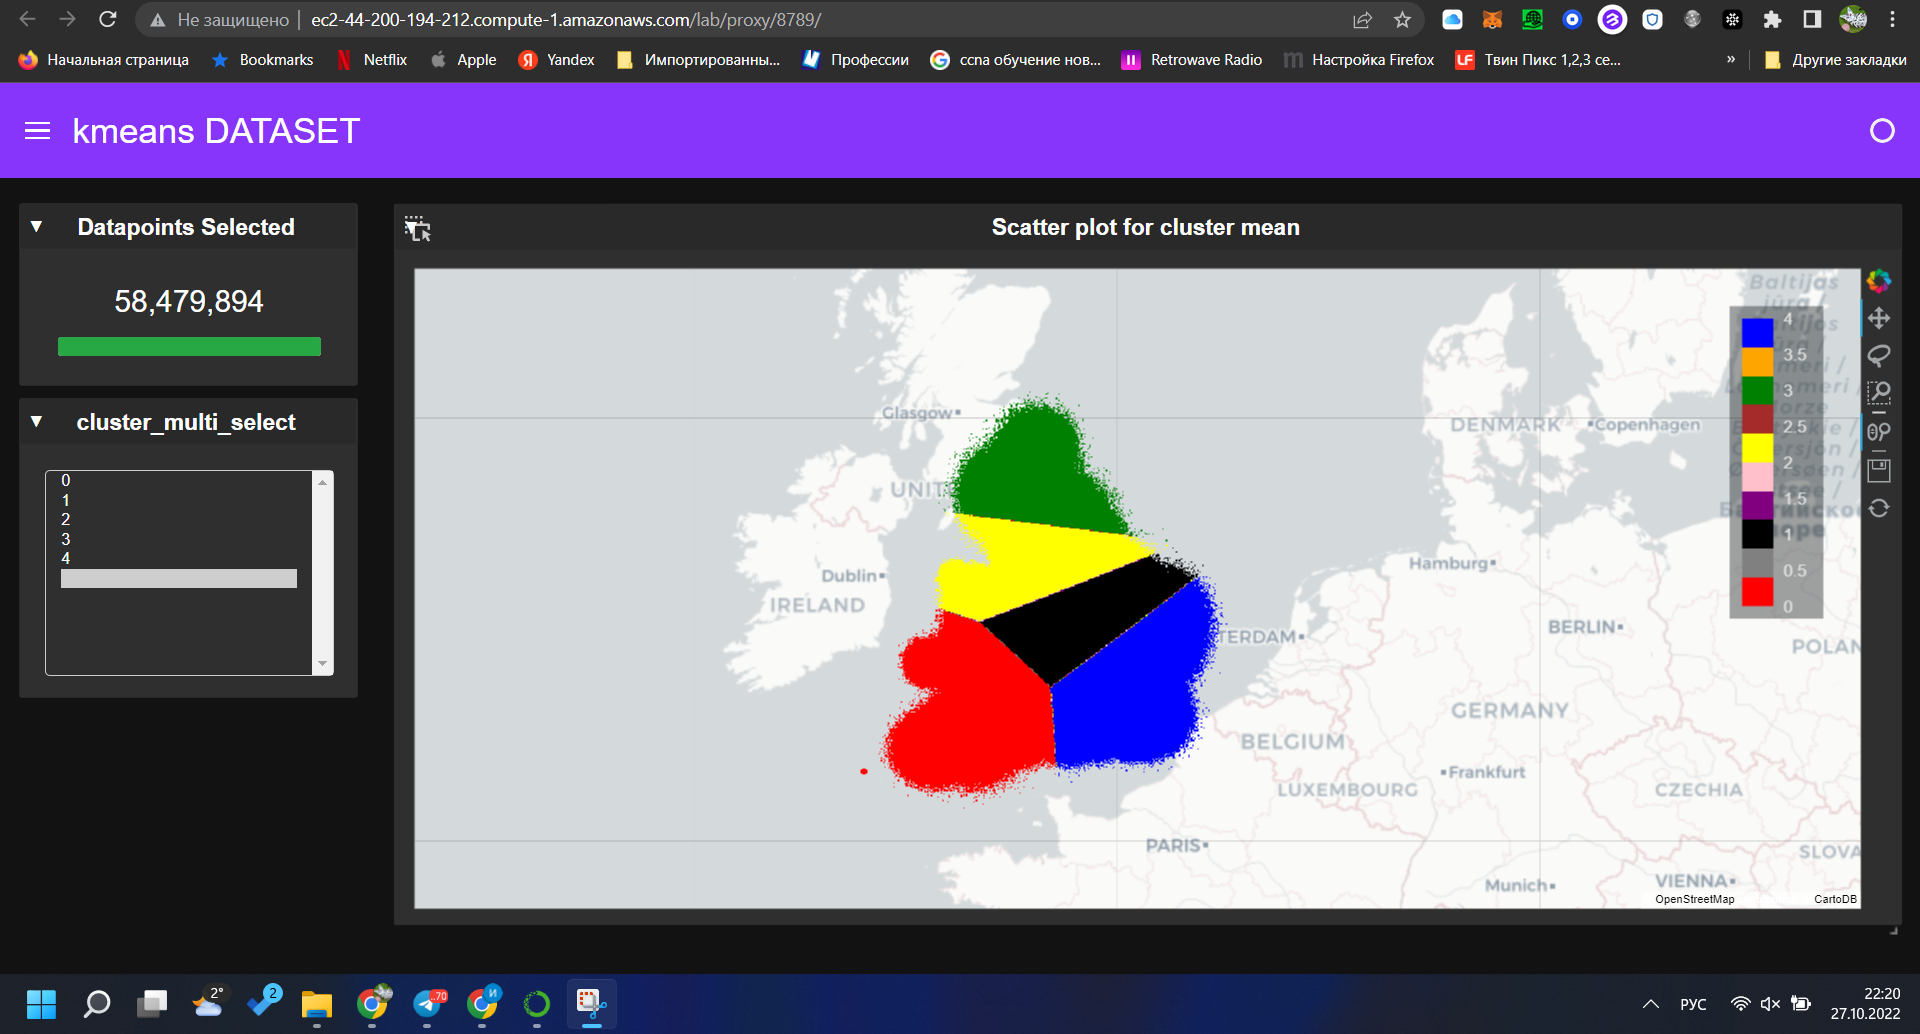 Не защищено
ec2-44-200-194-212.compute-1.amazonaws.com/lab/proxy/8789/
Начальная страница
Bookmarks
Netflix
Apple
Yandex
Импортированны...
Профессии
ccna обучение нов...
Retrowave Radio
Настройка Firefox
Твин Пикс 1,2,3 се...
»
Другие закладки
kmeans DATASET
Datapoints Selected
58,479,894
cluster_multi_select
0
1
2
3
4
Scatter plot for cluster mean
Baltijas
jūra /
4
3.5
3
2.5
2
1.5
1
0.5
0
Glasgow
DENMARK
Copenhagen
UNIT
Dublin
IRELAND
Hamburg
TERDAM
BERLIN
POLAN
GERMANY
BELGIUM
Frankfurt
LUXEMBOURG
CZECHIA
PARIS
SLOVA
Munich
VIENNA
OpenStreetMap
CartoDB
2°
2
..70
И
РУС
22:20
27.10.2022